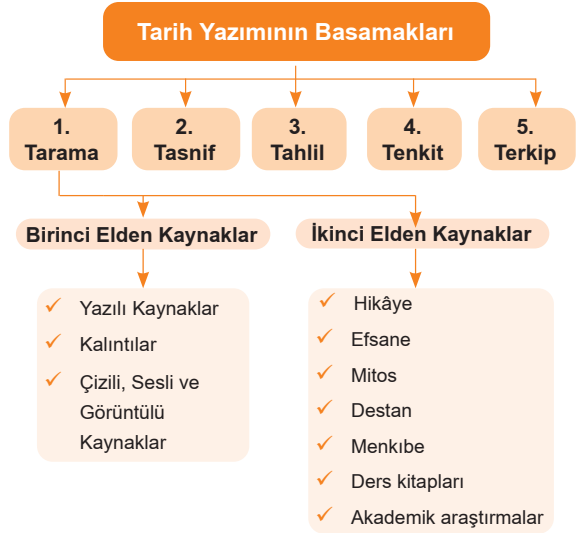 Tarih Yazımının Basamakları
1.
Tarama
2.
Tasnif
3.
Tahlil
4.
Tenkit
5.
Terkip
Birinci Elden Kaynaklar
Yazılı Kaynaklar
Kalıntılar
Çizili, Sesli ve
Görüntülü
Kaynaklar
İkinci Elden Kaynaklar
Hikâye
Efsane
Mitos
Destan
Menkıbe
Ders kitapları
Akademik araştırmalar